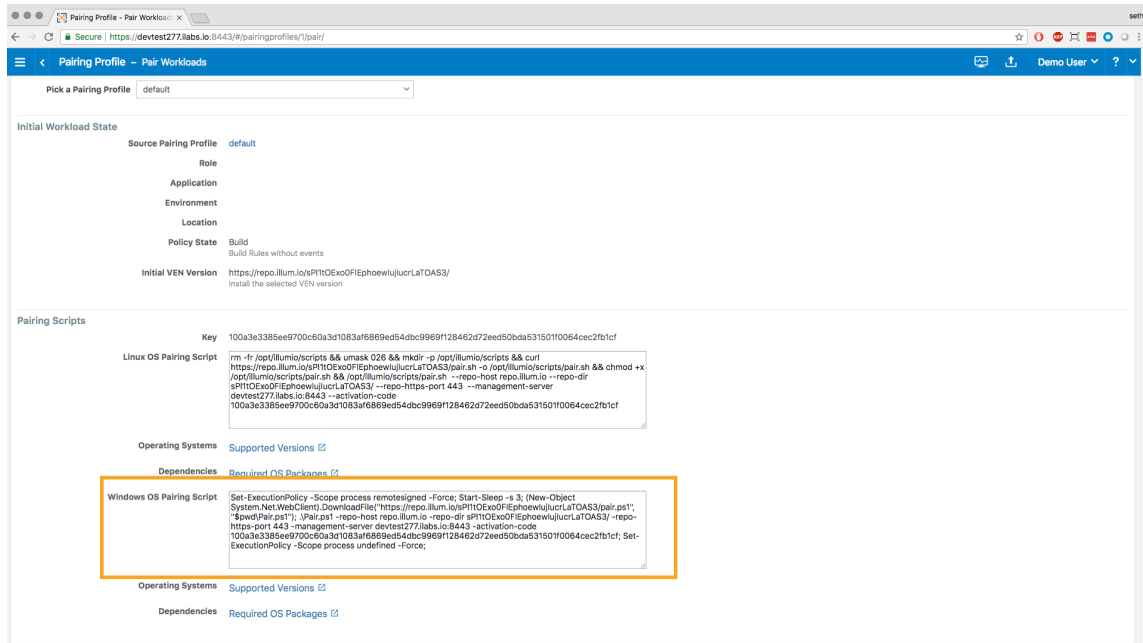 Pairing Profile - Pair Workload
seth
Secure | https://devtest277.ilabs.io:8443/#/pairingprofiles/1/pair/
Pairing Profile – Pair Workloads
Demo User
?
Pick a Pairing Profile default
Initial Workload State
Source Pairing Profile default
Role
Application
Environment
Location
Policy State Build
Build Rules without events
Initial VEN Version https://repo.illum.io/sPl1tOExo0FIEphoewIujIucrLaTOAS3/
Install the selected VEN version
Pairing Scripts
Key 100a3e3385ee9700c60a3d1083af6869ed54dbc9969f128462d72eed50bda531501f0064cec2fb1cf
Linux OS Pairing Script rm -fr /opt/illumio/scripts && umask 026 && mkdir -p /opt/illumio/scripts && curl
https://repo.illum.io/sPl1tOExo0FIEphoewIujIucrLaTOAS3/pair.sh -o /opt/illumio/scripts/pair.sh && chmod +x
/opt/illumio/scripts/pair.sh && /opt/illumio/scripts/pair.sh --repo-host repo.illum.io --repo-dir
sPl1tOExo0FIEphoewIujIucrLaTOAS3/ --repo-https-port 443 --management-server
devtest277.ilabs.io:8443 --activation-code
100a3e3385ee9700c60a3d1083af6869ed54dbc9969f128462d72eed50bda531501f0064cec2fb1cf
Operating Systems Supported Versions
Dependencies Required OS Packages
Windows OS Pairing Script Set-ExecutionPolicy -Scope process remotesigned -Force; Start-Sleep -s 3; (New-Object
System.Net.WebClient).DownloadFile("https://repo.illum.io/sPl1tOExo0FIEphoewIujIucrLaTOAS3/pair.ps1",
"$pwd\Pair.ps1"); .\Pair.ps1 -repo-host repo.illum.io -repo-dir sPl1tOExo0FIEphoewIujIucrLaTOAS3/ -repo-
https-port 443 -management-server devtest277.ilabs.io:8443 -activation-code
100a3e3385ee9700c60a3d1083af6869ed54dbc9969f128462d72eed50bda531501f0064cec2fb1cf; Set-
ExecutionPolicy -Scope process undefined -Force;
Operating Systems Supported Versions
Dependencies Required OS Packages